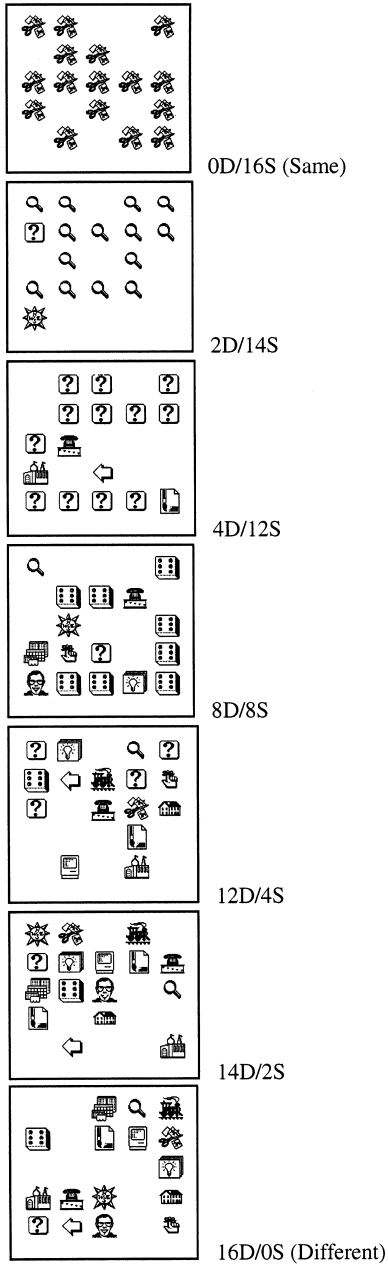 0D/16S (Same)
2D/14S
4D/12S
8D/8S
12D/4S
14D/2S
16D/0S (Different)